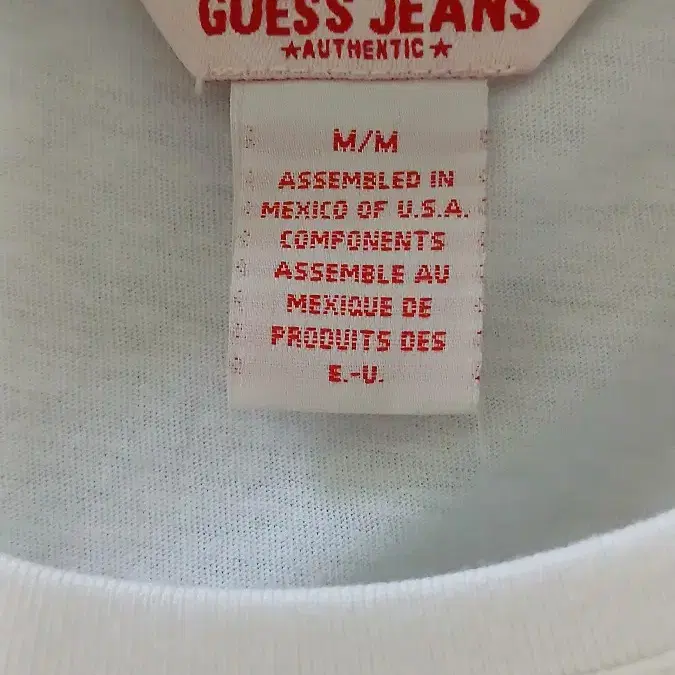 GUESS JEANS
★AUTHENTIC★
M/M
ASSEMBLED IN
MEXICO OF U.S.A.
COMPONENTS
ASSEMBLE AU
MEXIQUE DE
PRODUITS DES
E.-U.